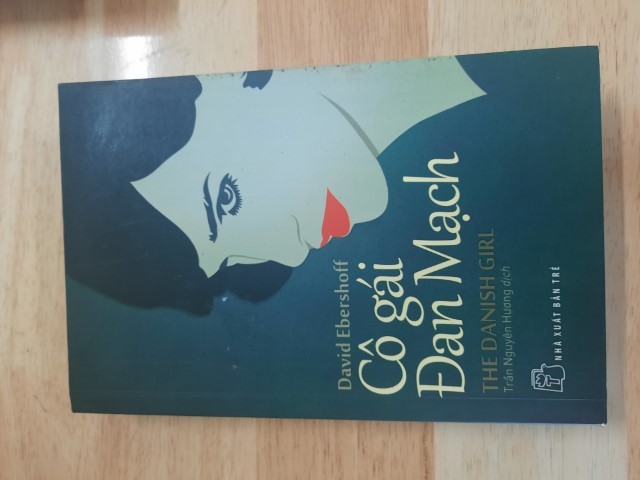 David Ebershoff
Cô gái
Đan Mạch
THE DANISH GIRL
Trần Nguyên Hương dịch
NHÀ XUẤT BẢN TRẺ